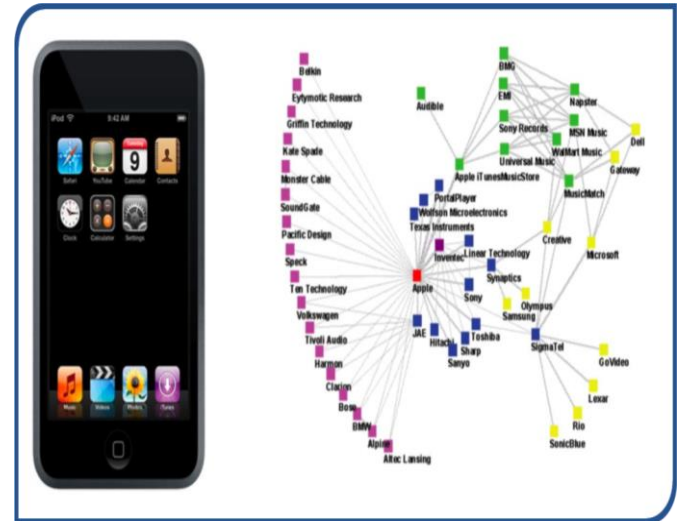 iPod 9:42 AM
Tuesday
9
Safari YouTube Calendar Contacts
Clock Calculator Settings
Music Videos Photos iTunes
Belkin
Eytymotic Research
Griffin Technology
Kate Spade
Monster Cable
SoundGate
Pacific Design
Speck
Ten Technology
Volkswagen
Tivoli Audio
Harmon
Clarion
Bose
BMW
Alpine
Altec Lansing
Audible
BMG
EMI
Sony Records
Universal Music
Apple iTunesMusicStore
Napster
MSN Music
WalMart Music
MusicMatch
Dell
Gateway
PortalPlayer
Wolfson Microelectronics
Texas Instruments
Inventec
Linear Technology
Creative
Microsoft
Apple
Sony
Synaptics
Olympus
Samsung
JAE
Hitachi
Toshiba
Sharp
Sanyo
SigmaTel
GoVideo
Lexar
Rio
SonicBlue